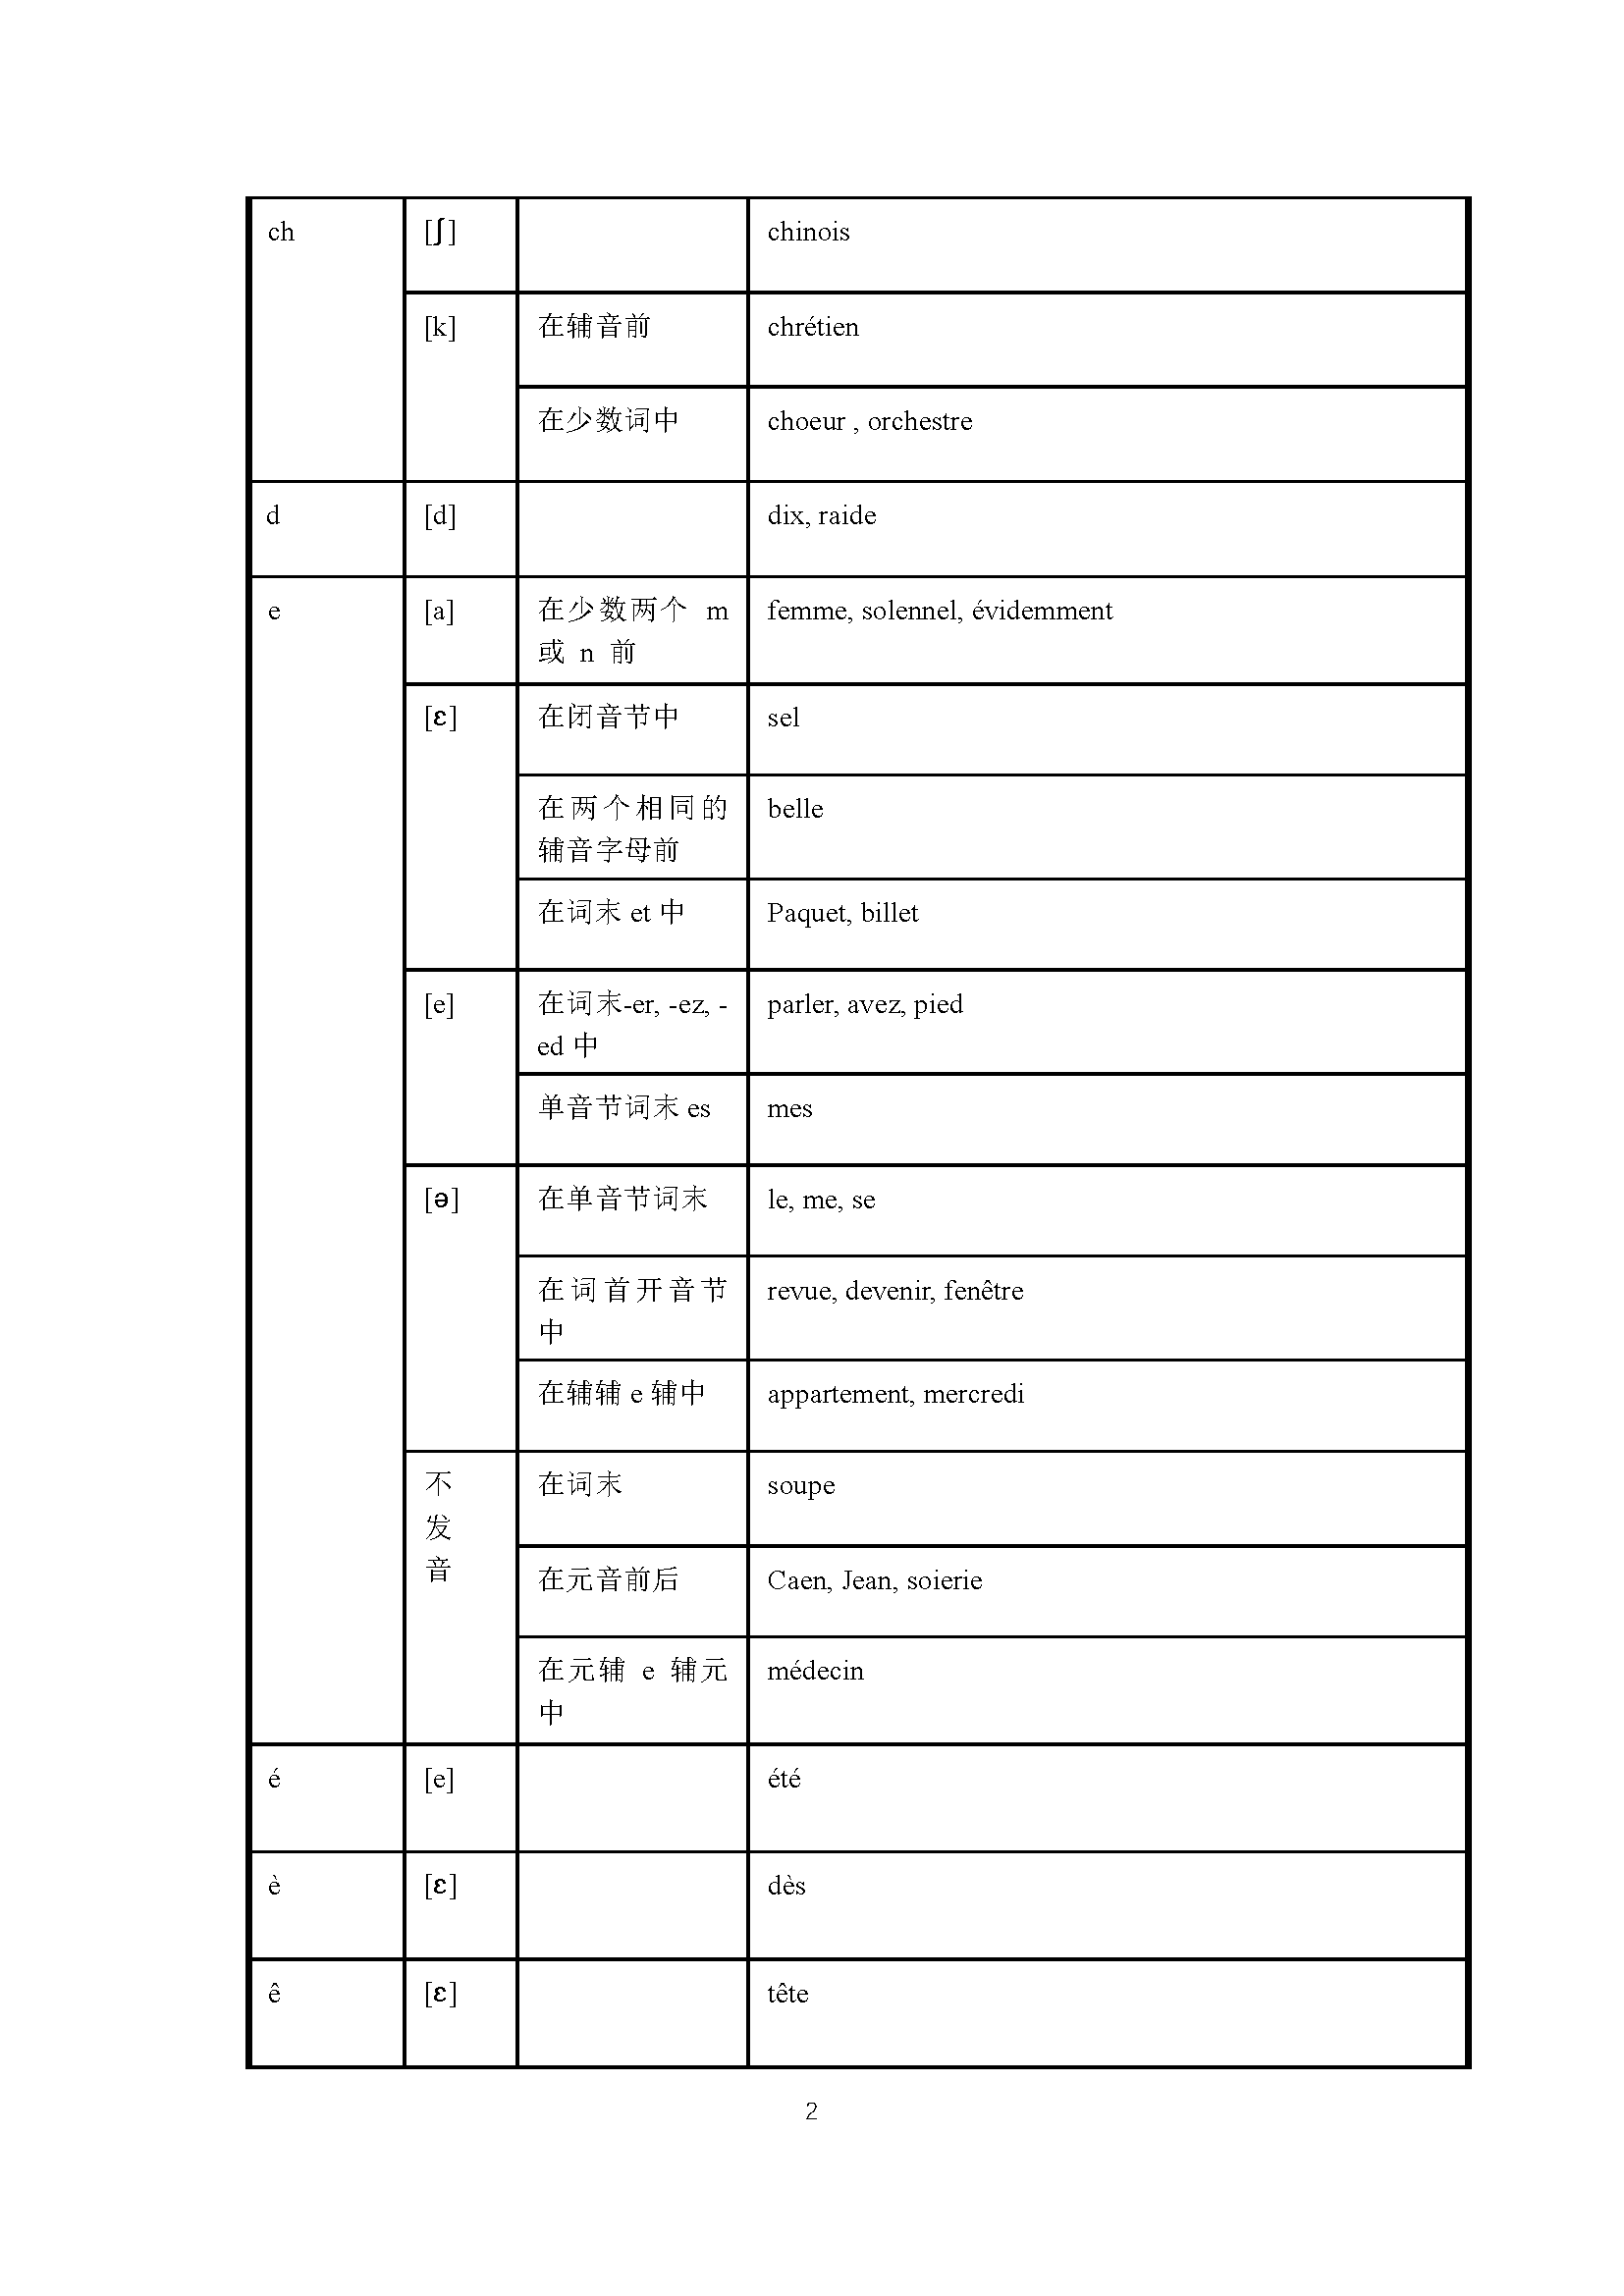 ch [ʃ] chinois
[k] 在辅音前 chrétien
在少数词中 choeur , orchestre
d [d] dix, raide
e [a] 在少数两个 m femme, solennel, évidemment
或 n 前
[ɛ] 在闭音节中 sel
在两个相同的 belle
辅音字母前
在词末 et 中 Paquet, billet
[e] 在词末-er, -ez, - parler, avez, pied
ed 中
单音节词末 es mes
[ə] 在单音节词末 le, me, se
在词首开音节 revue, devenir, fenêtre
中
在辅辅 e 辅中 appartement, mercredi
不 在词末 soupe
发
音 在元音前后 Caen, Jean, soierie
在元辅 e 辅元 médecin
中
é [e] été
è [ɛ] dès
ê [ɛ] tête
2